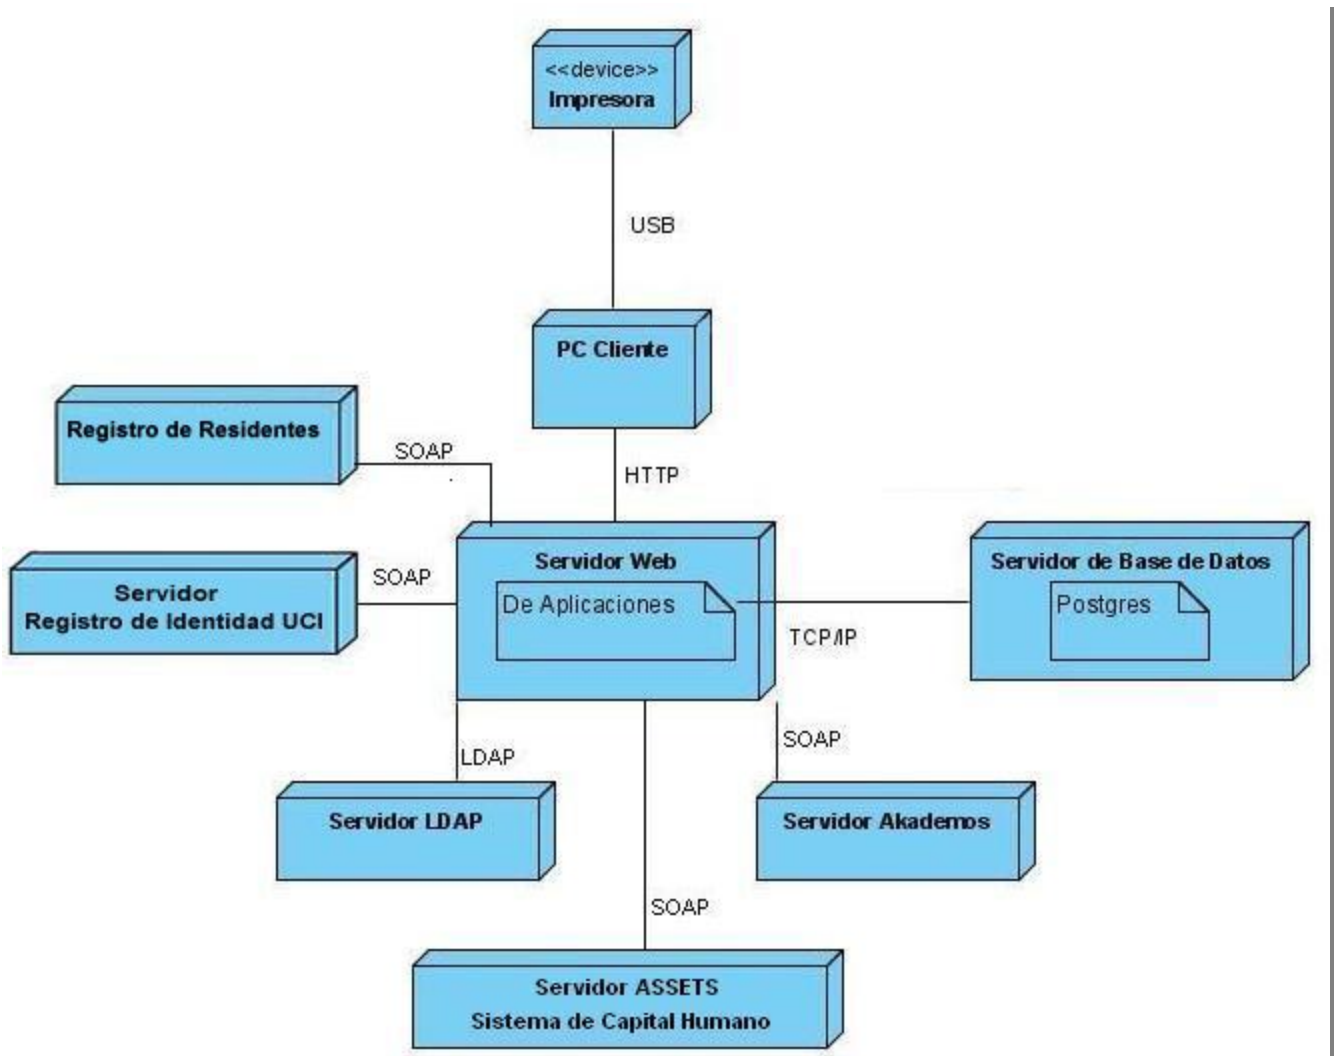 <<device>>
Impresora
USB
PC Cliente
Registro de Residentes
SOAP
HTTP
Servidor
Registro de Identidad UCI
SOAP
Servidor Web
De Aplicaciones
TCP/IP
Servidor de Base de Datos
Postgres
LDAP
SOAP
Servidor LDAP
Servidor Akademos
SOAP
Servidor ASSETS
Sistema de Capital Humano